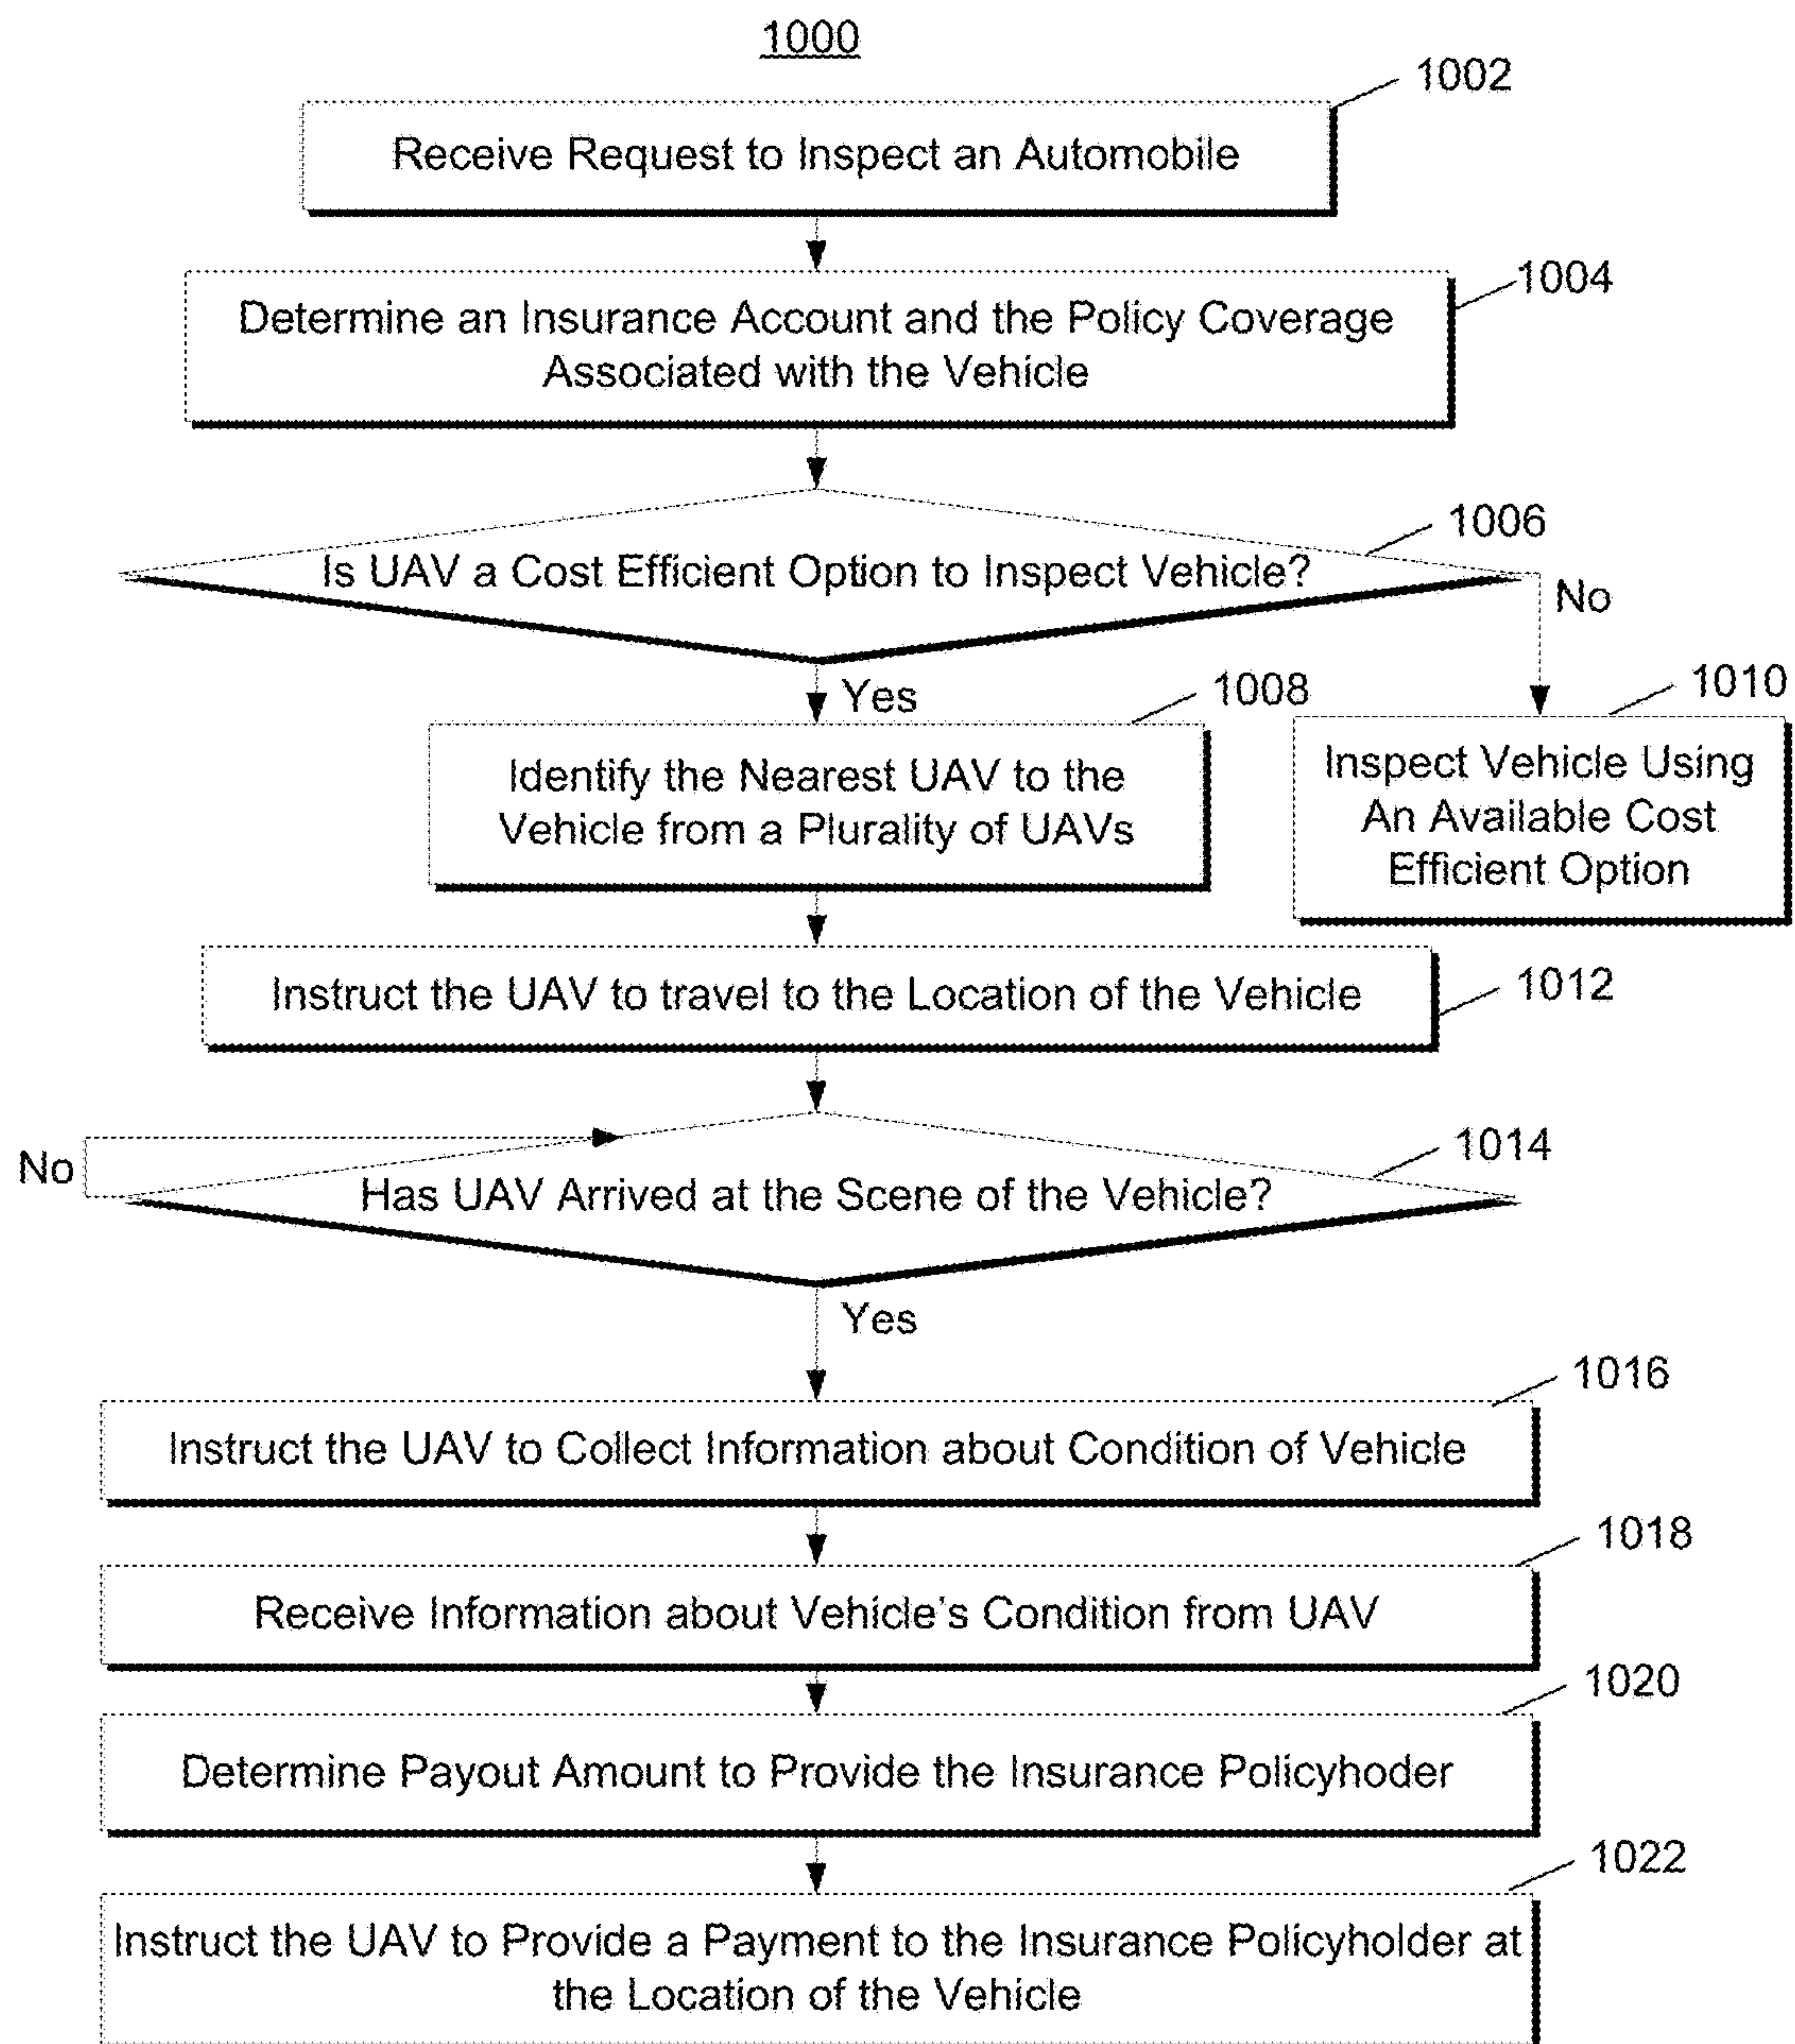 1000
1002
Receive Request to Inspect an Automobile
1004
Determine an Insurance Account and the Policy Coverage
Associated with the Vehicle
1006
Is UAV a Cost Efficient Option to Inspect Vehicle?
No
Yes
1008
1010
Identify the Nearest UAV to the
Vehicle from a Plurality of UAVs
Inspect Vehicle Using
An Available Cost
Efficient Option
Instruct the UAV to travel to the Location of the Vehicle
1012
1014
No
Has UAV Arrived at the Scene of the Vehicle?
Yes
1016
Instruct the UAV to Collect Information about Condition of Vehicle
1018
Receive Information about Vehicle's Condition from UAV
1020
Determine Payout Amount to Provide the Insurance Policyhoder
1022
Instruct the UAV to Provide a Payment to the Insurance Policyholder at
the Location of the Vehicle